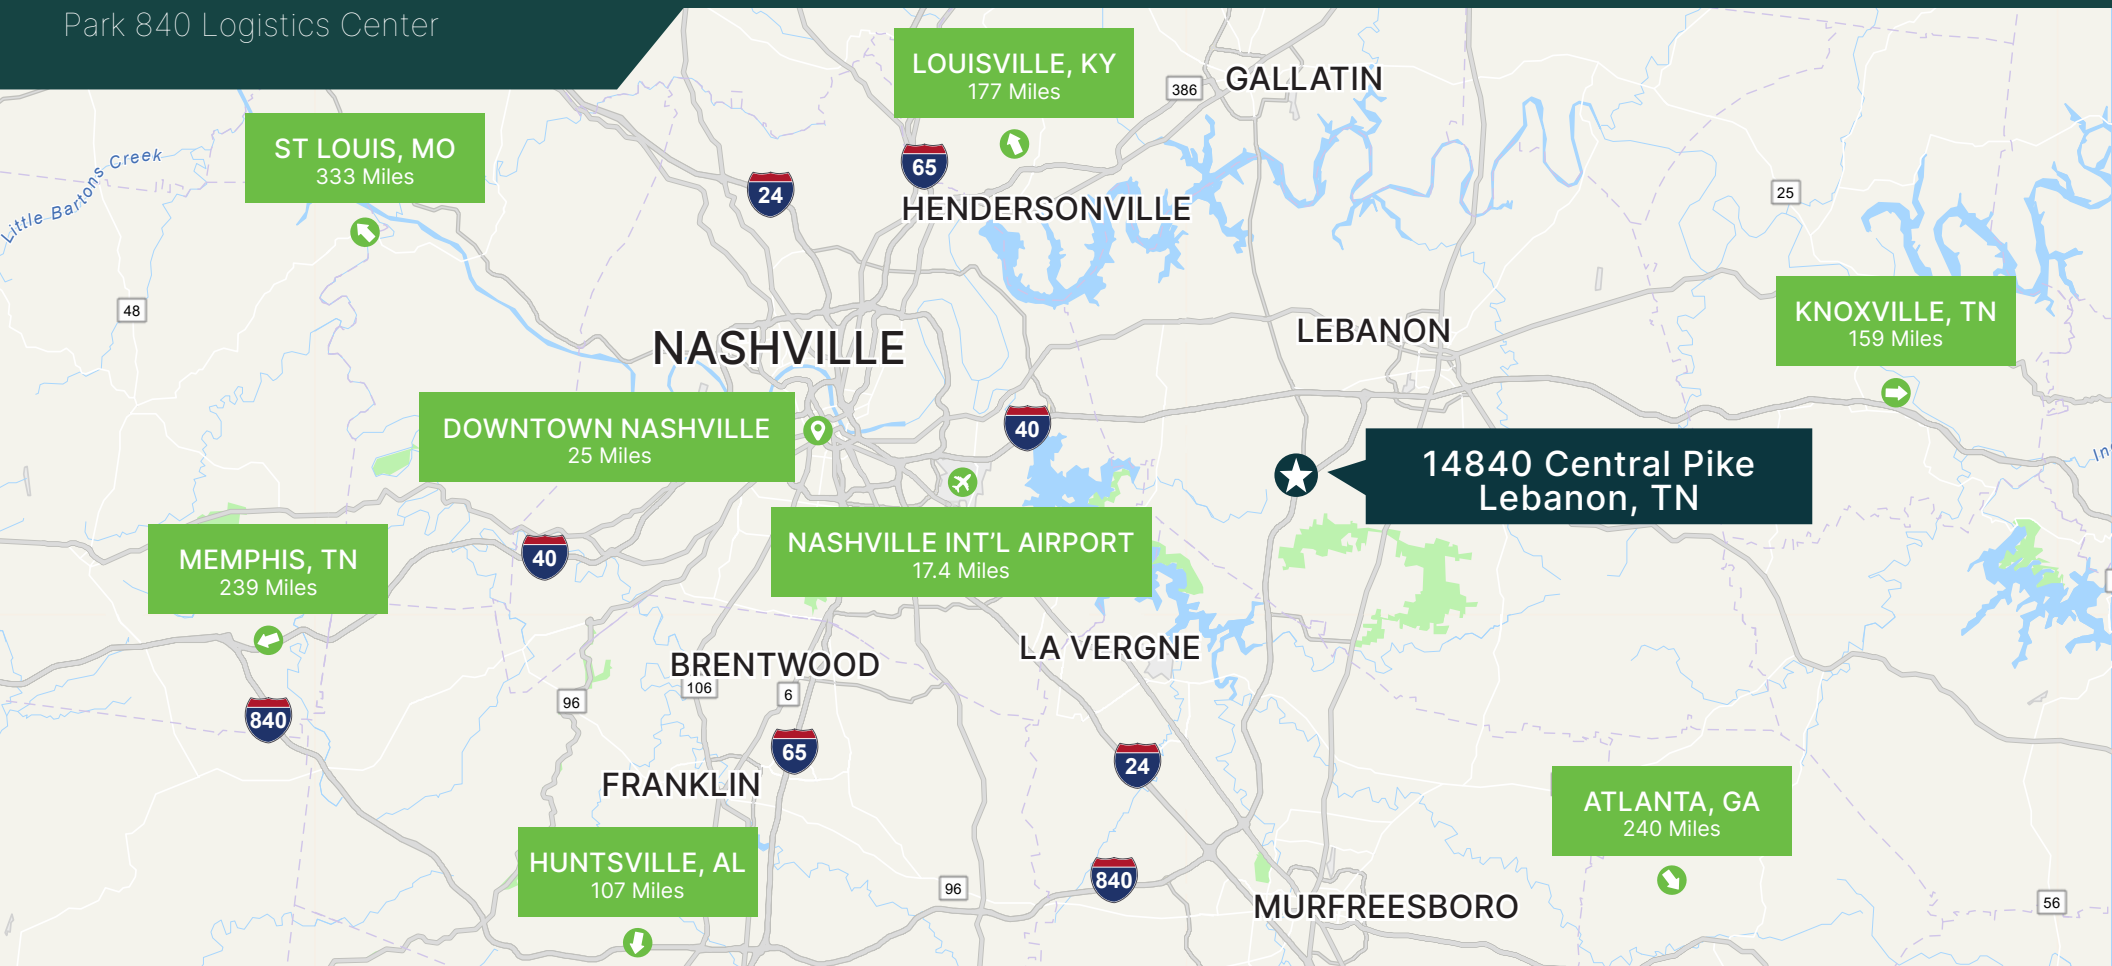 Park 840 Logistics Center
LOUISVILLE, KY
177 Miles
386
GALLATIN
ST LOUIS, MO
333 Miles
Little Bartons Creek
65
24
25
HENDERSONVILLE
48
KNOXVILLE, TN
159 Miles
NASHVILLE
LEBANON
DOWNTOWN NASHVILLE
25 Miles
40
14840 Central Pike
Lebanon, TN
MEMPHIS, TN
239 Miles
40
NASHVILLE INT'L AIRPORT
17.4 Miles
LA VERGNE
BRENTWOOD
106
6
96
840
65
24
FRANKLIN
ATLANTA, GA
240 Miles
HUNTSVILLE, AL
107 Miles
840
96
MURFREESBORO
56